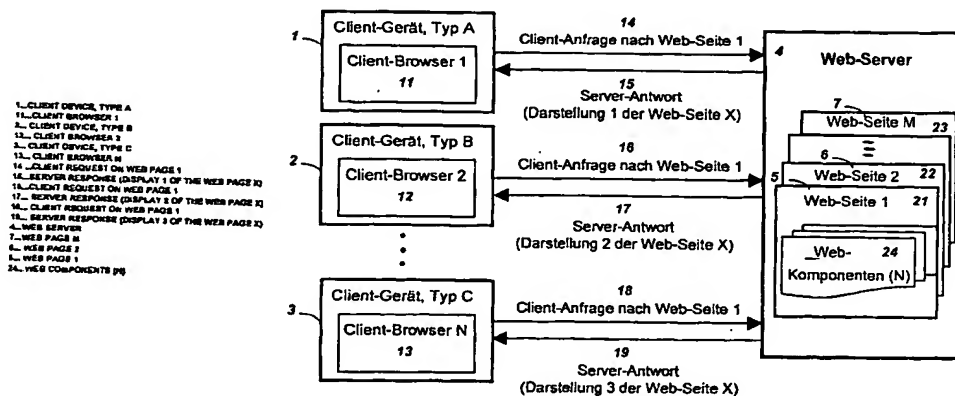 1...CLIENT DEVICE, TYPE A
11...CLIENT BROWSER 1
2... CLIENT DEVICE, TYPE B
12... CLIENT BROWSER 2
3... CLIENT DEVICE, TYPE C
13... CLIENT BROWSER N
14 ...CLIENT REQUEST ON WEB PAGE 1
15...SERVER RESPONSE (DISPLAY 1 OF THE WEB PAGE X)
16...CLIENT REQUEST ON WEB PAGE 1
17... SERVER RESPONSE (DISPLAY 2 OF THE WEB PAGE X)
18... CLIENT REQUEST ON WEB PAGE 1
19... SERVER RESPONSE (DISPLAY 3 OF THE WEB PAGE X)
4...WEB SERVER
7...WEB PAGE M
6... WEB PAGE 2
5... WEB PAGE 1
24... WEB COMPONENTS (N)
1
Client-Gerät, Typ A
Client-Browser 1
11
14
Client-Anfrage nach Web-Seite 1
15
Server-Antwort
(Darstellung 1 der Web-Seite X)
2
Client-Gerät, Typ B
Client-Browser 2
12
16
Client-Anfrage nach Web-Seite 1
17
Server-Antwort
(Darstellung 2 der Web-Seite X)
3
Client-Gerät, Typ C
Client-Browser N
13
18
Client-Anfrage nach Web-Seite 1
19
Server-Antwort
(Darstellung 3 der Web-Seite X)
4
Web-Server
7
Web-Seite M
23
6
22
Web-Seite 2
5
Web-Seite 1
21
Web-
24
Komponenten (N)